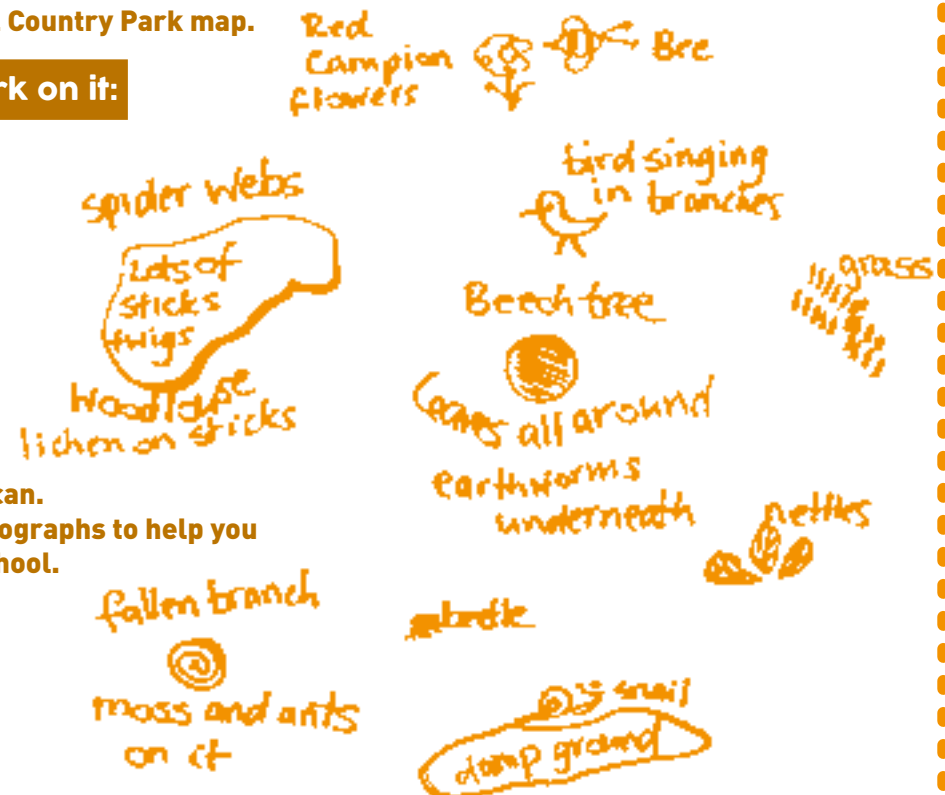 Country Park map.
rk on it:
Red
Campion
flowers
Bee
bird singing
in branches
spider webs
Lots of
sticks
twigs
Woodlouse
lichen on sticks
grass
Beech tree
Leaves all around
earthworms
underneath
nettles
can.
ographs to help you
hool.
fallen branch
moss and ants
on it
beetle
snail
damp ground